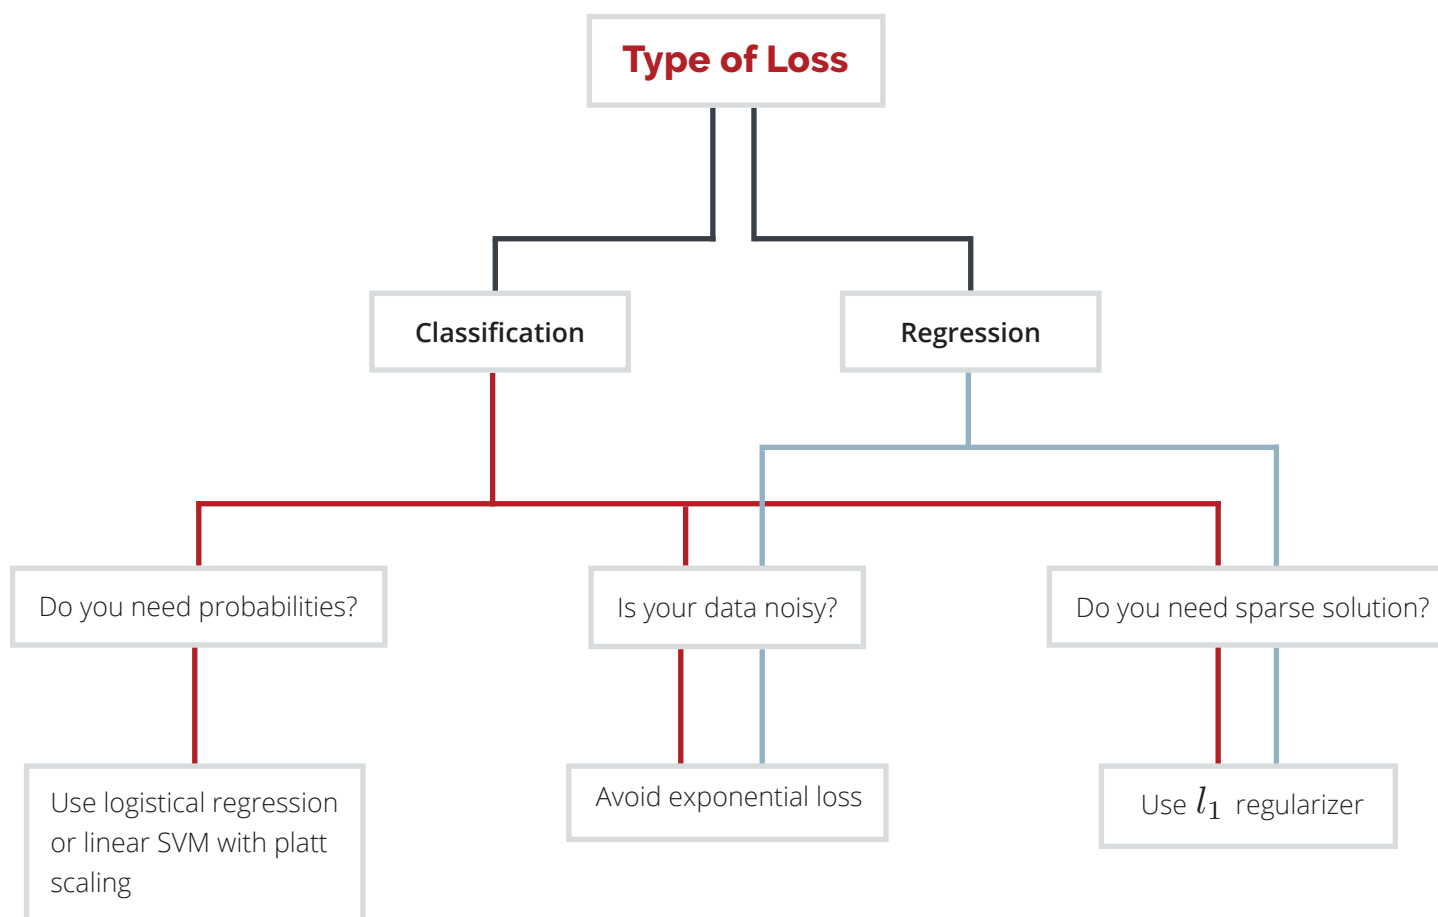 Type of Loss
Classification
Regression
Do you need probabilities?
Is your data noisy?
Do you need sparse solution?
Use logistical regression
or linear SVM with platt
scaling
Avoid exponential loss
Use l₁ regularizer